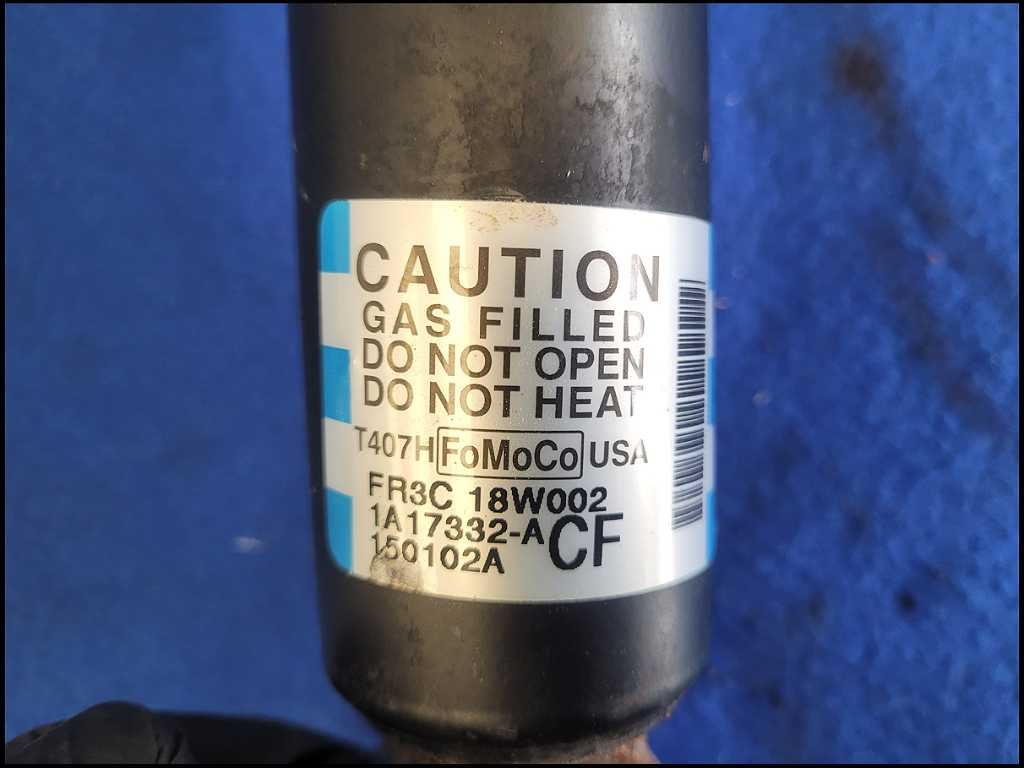 CAUTION
GAS FILLED
DO NOT OPEN
DO NOT HEAT
T407H FoMoCo USA
FR3C 18W002
1A17332-A CF
150102A